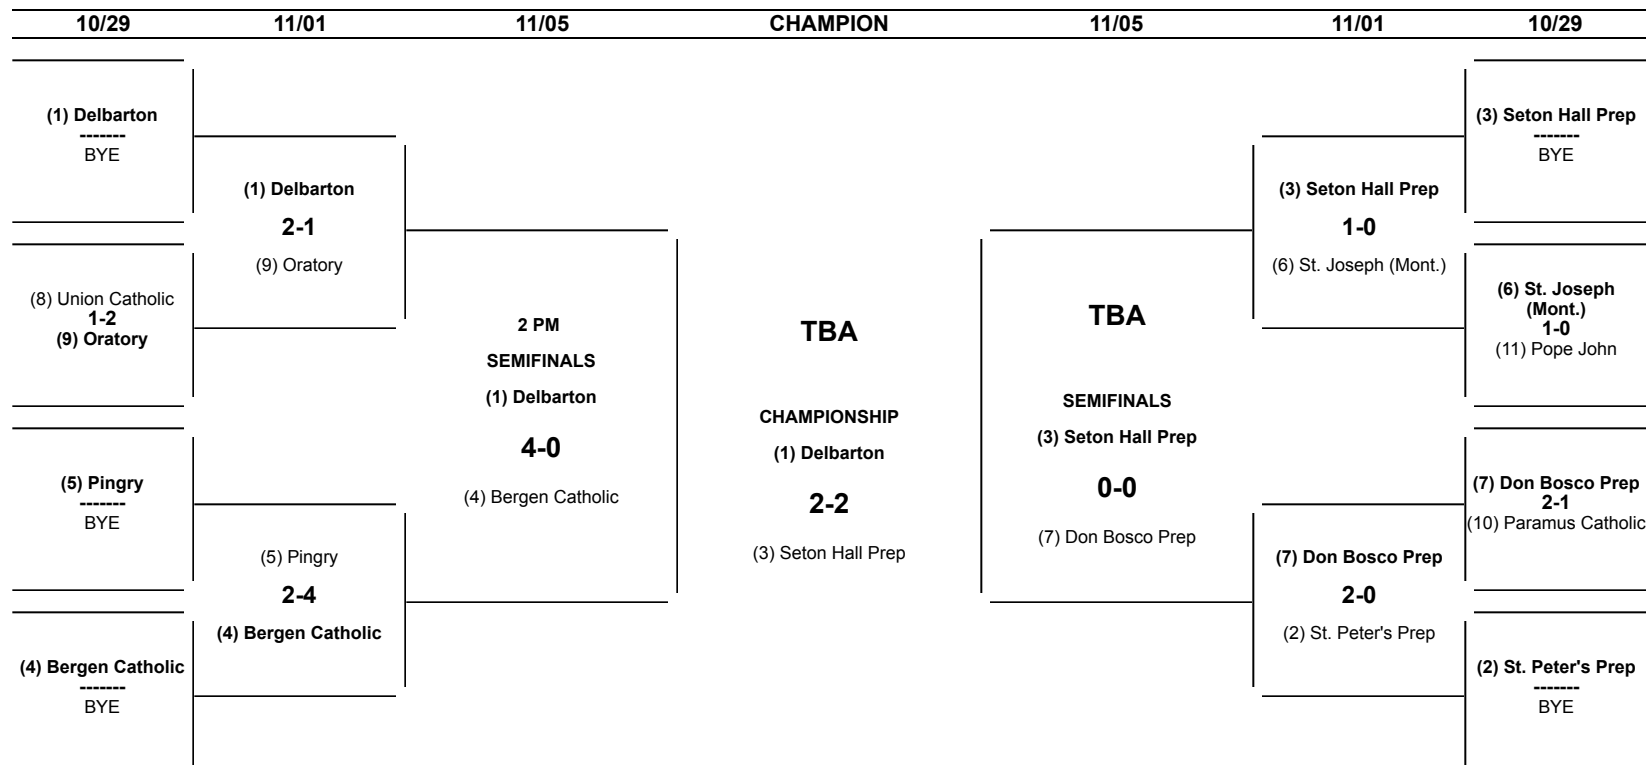 10/29 11/01 11/05 CHAMPION 11/05 11/01 10/29
(1) Delbarton
-------
BYE
(8) Union Catholic
1-2
(9) Oratory
(5) Pingry
-------
BYE
(4) Bergen Catholic
-------
BYE
(1) Delbarton
2-1
(9) Oratory
(5) Pingry
2-4
(4) Bergen Catholic
2 PM
SEMIFINALS
(1) Delbarton
4-0
(4) Bergen Catholic
TBA
CHAMPIONSHIP
(1) Delbarton
2-2
(3) Seton Hall Prep
TBA
SEMIFINALS
(3) Seton Hall Prep
0-0
(7) Don Bosco Prep
(3) Seton Hall Prep
1-0
(6) St. Joseph (Mont.)
(7) Don Bosco Prep
2-0
(2) St. Peter's Prep
(3) Seton Hall Prep
-------
BYE
(6) St. Joseph
(Mont.)
1-0
(11) Pope John
(7) Don Bosco Prep
2-1
(10) Paramus Catholic
(2) St. Peter's Prep
-------
BYE